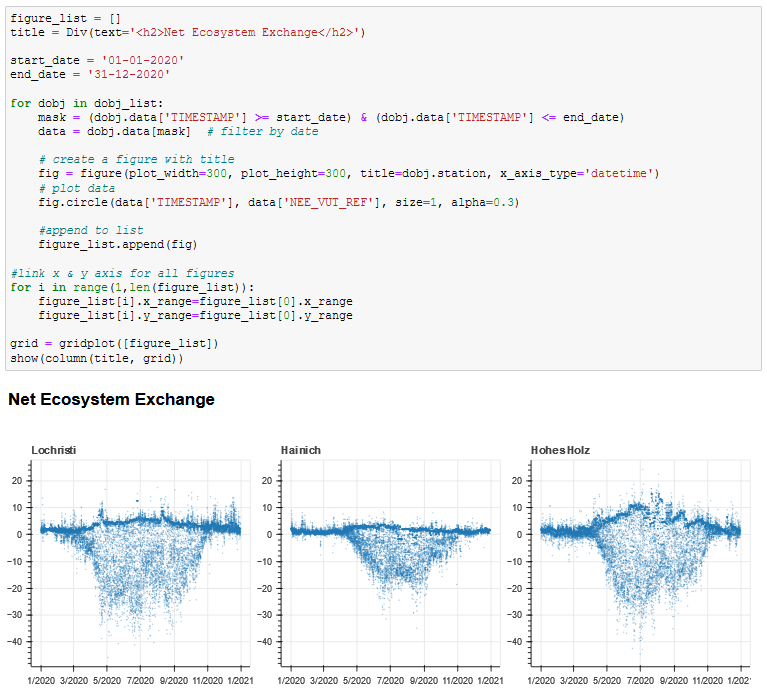 figure_list = []
title = Div(text='<h2>Net Ecosystem Exchange</h2>')
start_date = '01-01-2020'
end_date = '31-12-2020'
for dobj in dobj_list:
    mask = (dobj.data['TIMESTAMP'] >= start_date) & (dobj.data['TIMESTAMP'] <= end_date)
    data = dobj.data[mask]  # filter by date
    # create a figure with title
    fig = figure(plot_width=300, plot_height=300, title=dobj.station, x_axis_type='datetime')
    # plot data
    fig.circle(data['TIMESTAMP'], data['NEE_VUT_REF'], size=1, alpha=0.3)
    #append to list
    figure_list.append(fig)
#link x & y axis for all figures
for i in range(1,len(figure_list)):
    figure_list[i].x_range=figure_list[0].x_range
    figure_list[i].y_range=figure_list[0].y_range
grid = gridplot([figure_list])
show(column(title, grid))
Net Ecosystem Exchange
Lochristi
20
10
0
−10
−20
−30
−40
1/2020 3/2020 5/2020 7/2020 9/2020 11/2020 1/2021
Hainich
20
10
0
−10
−20
−30
−40
1/2020 3/2020 5/2020 7/2020 9/2020 11/2020 1/2021
HohesHolz
20
10
0
−10
−20
−30
−40
1/2020 3/2020 5/2020 7/2020 9/2020 11/2020 1/202